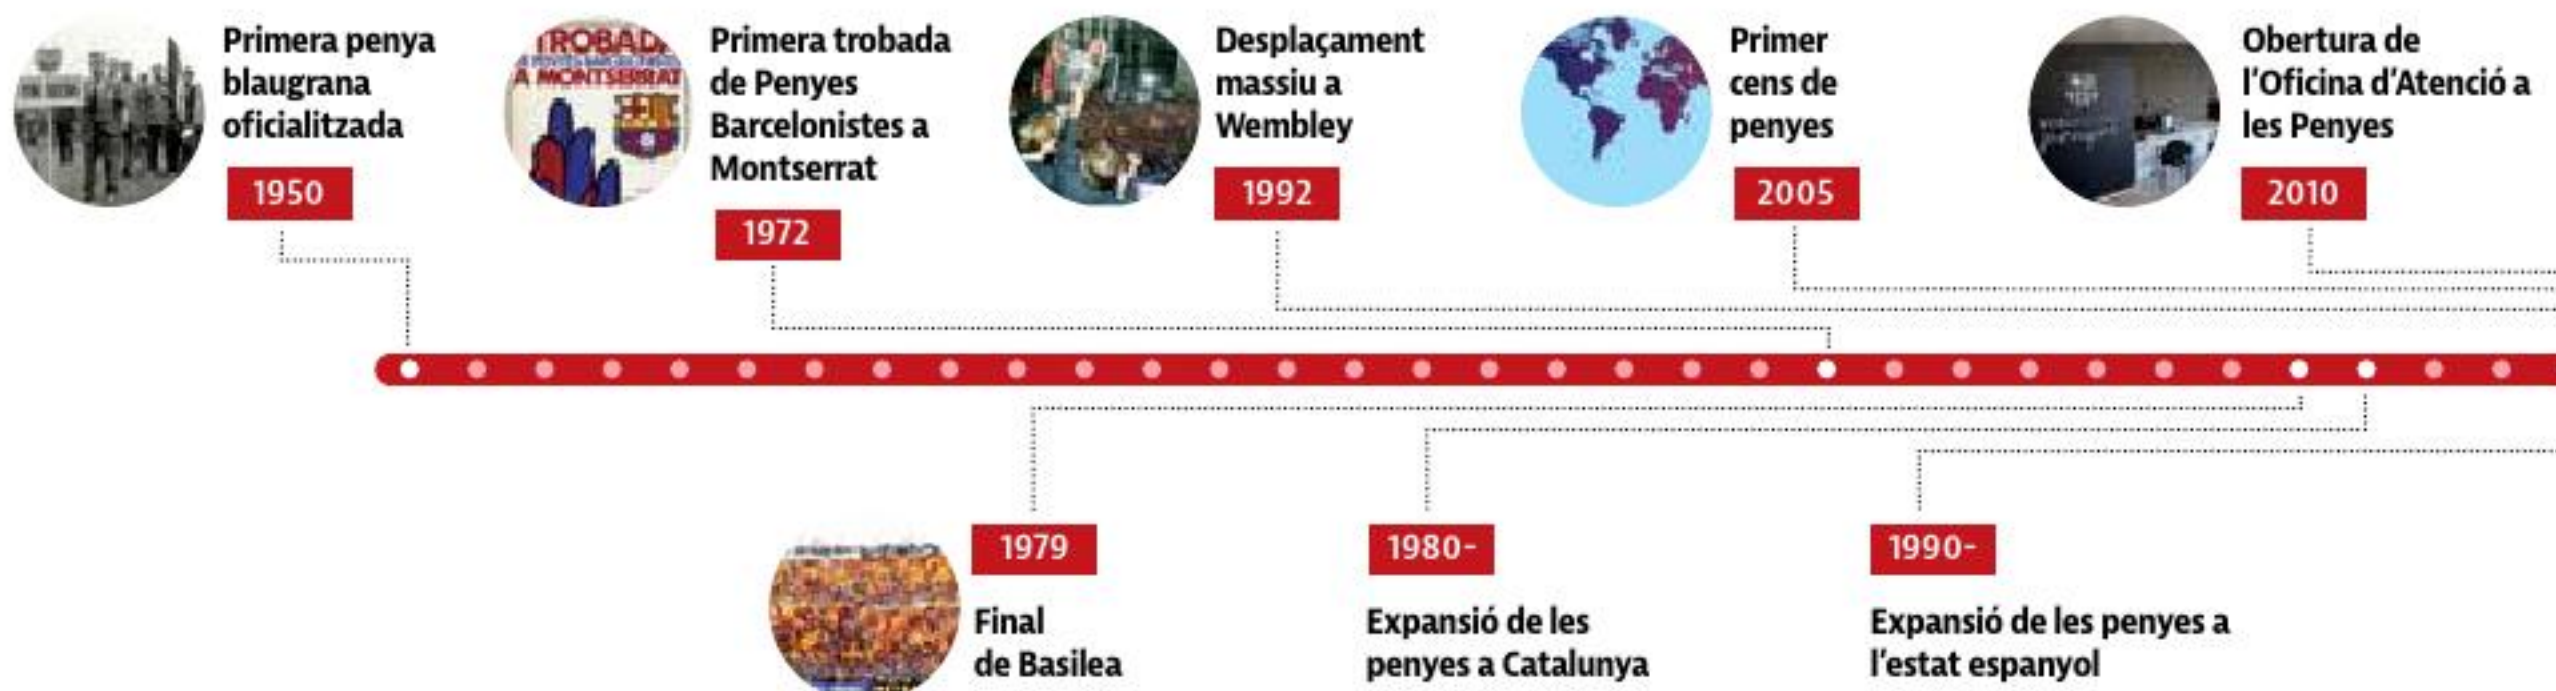 Primera penya
blaugrana
oficialitzada
1950
TROBADA
A MONTSERRAT
Primera trobada
de Penyes
Barcelonistes a
Montserrat
1972
Desplaçament
massiu a
Wembley
1992
Primer
cens de
penyes
2005
Obertura de
l'Oficina d'Atenció a
les Penyes
2010
1979
Final
de Basilea
1980-
Expansió de les
penyes a Catalunya
1990-
Expansió de les penyes a
l'estat espanyol